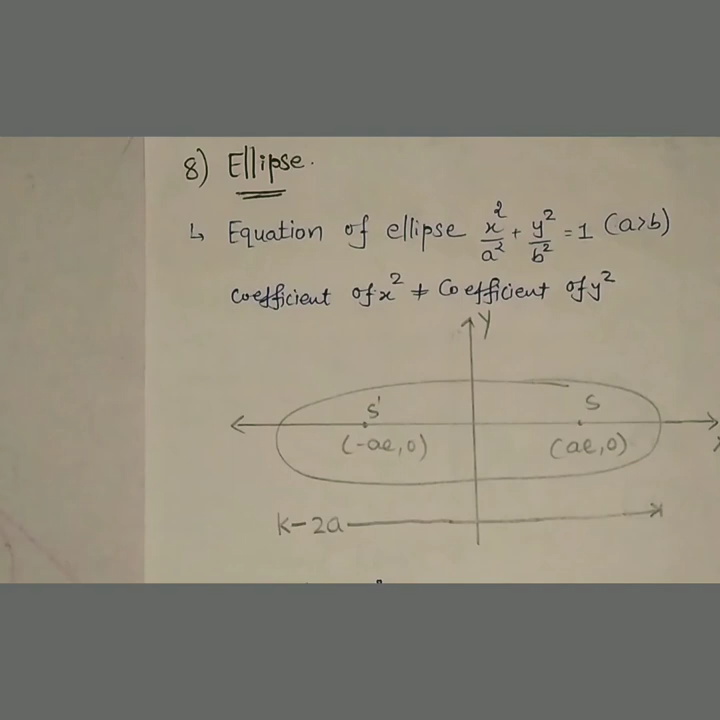 8) Ellipse.
↳ Equation of ellipse x²/a² + y²/b² = 1 (a>b)
coefficient of x² ≠ Coefficient of y²
Y
S' S
(-ae,0) (ae,0)
K-2a